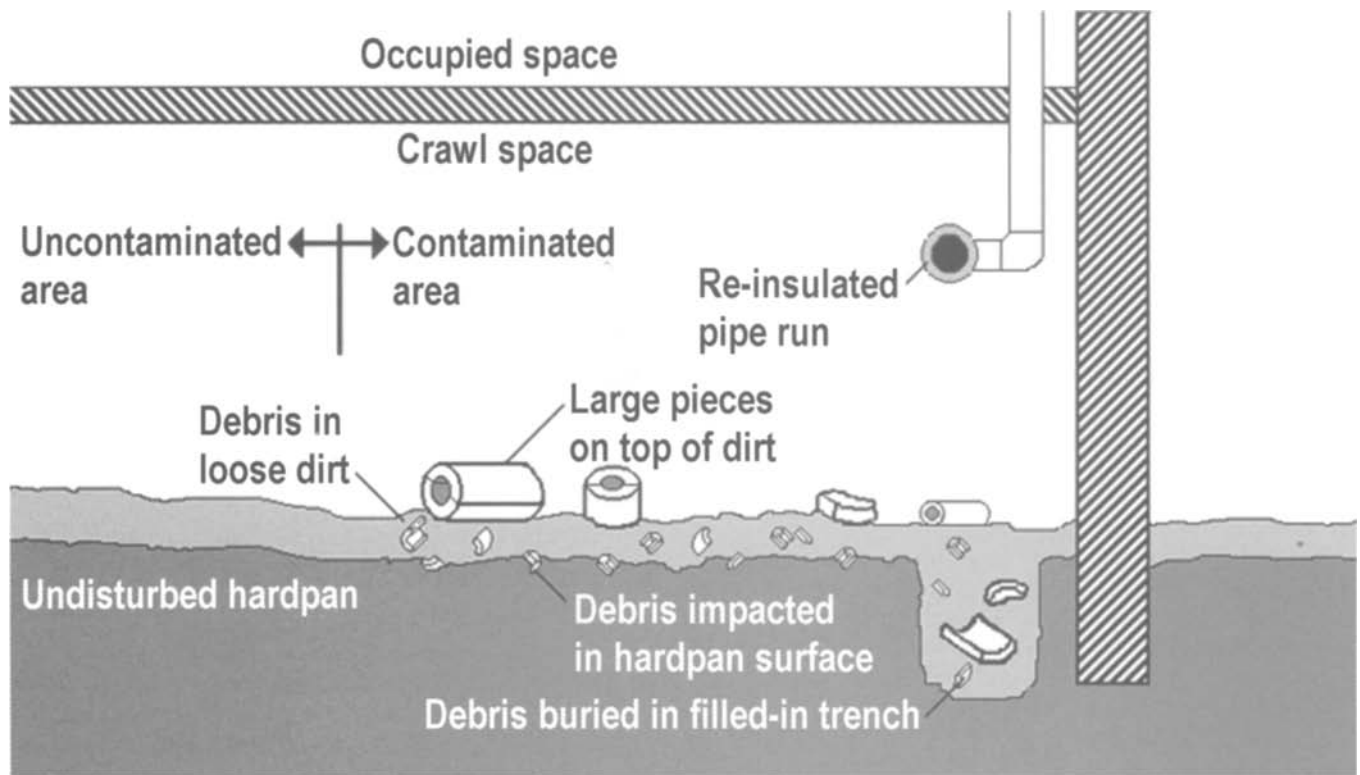 Occupied space
Crawl space
Uncontaminated
area
Contaminated
area
Re-insulated
pipe run
Large pieces
on top of dirt
Debris in
loose dirt
Undisturbed hardpan
Debris impacted
in hardpan surface
Debris buried in filled-in trench